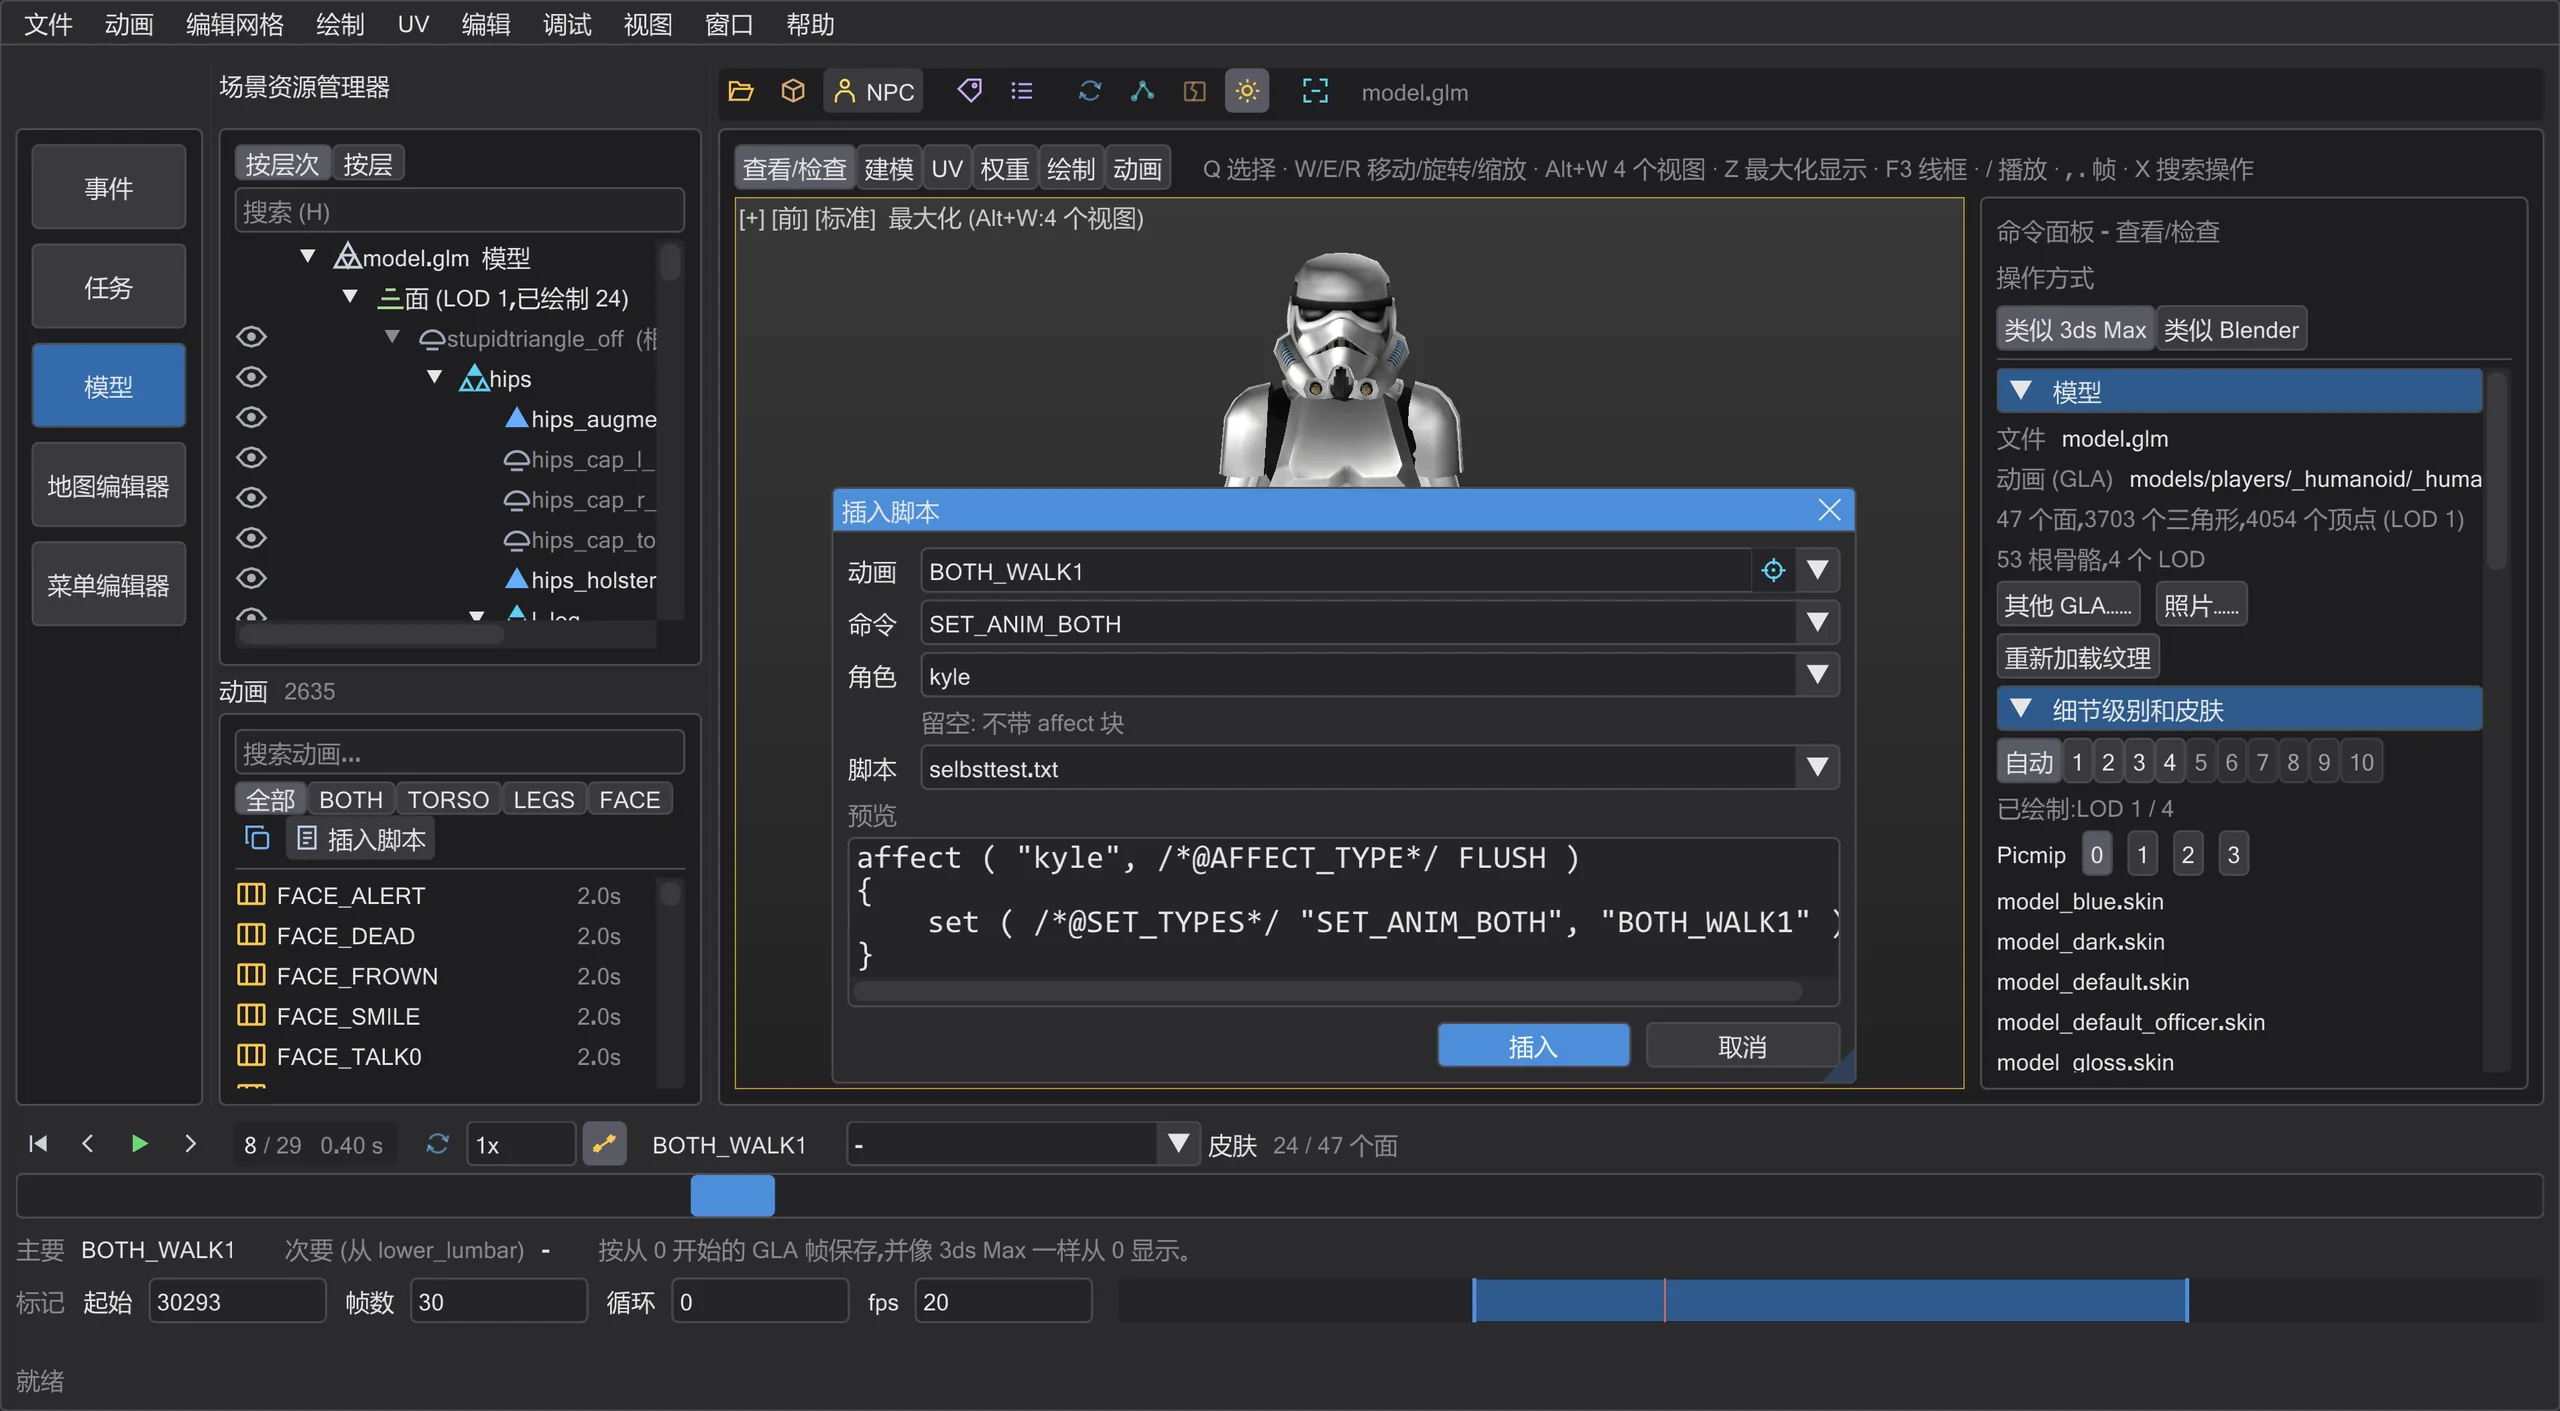 文件 动画 编辑网格 绘制 UV 编辑 调试 视图 窗口 帮助
场景资源管理器
NPC model.glm
事件
任务
模型
地图编辑器
菜单编辑器
按层次 按层
搜索 (H)
model.glm 模型
面 (LOD 1,已绘制 24)
stupidtriangle_off
hips
hips_augme
hips_cap_l_
hips_cap_r_
hips_cap_to
hips_holster
动画 2635
搜索动画...
全部 BOTH TORSO LEGS FACE
插入脚本
FACE_ALERT 2.0s
FACE_DEAD 2.0s
FACE_FROWN 2.0s
FACE_SMILE 2.0s
FACE_TALK0 2.0s
查看/检查 建模 UV 权重 绘制 动画 Q 选择 · W/E/R 移动/旋转/缩放 · Alt+W 4 个视图 · Z 最大化显示 · F3 线框 · / 播放 · , . 帧 · X 搜索操作
[+] [前] [标准] 最大化 (Alt+W:4 个视图)
插入脚本
动画 BOTH_WALK1
命令 SET_ANIM_BOTH
角色 kyle
留空: 不带 affect 块
脚本 selbsttest.txt
预览
affect ( "kyle", /*@AFFECT_TYPE*/ FLUSH )
{
set ( /*@SET_TYPES*/ "SET_ANIM_BOTH", "BOTH_WALK1" )
}
插入 取消
命令面板 - 查看/检查
操作方式
类似 3ds Max 类似 Blender
模型
文件 model.glm
动画 (GLA) models/players/_humanoid/_huma
47 个面,3703 个三角形,4054 个顶点 (LOD 1)
53 根骨骼,4 个 LOD
其他 GLA...... 照片......
重新加载纹理
细节级别和皮肤
自动 1 2 3 4 5 6 7 8 9 10
已绘制:LOD 1 / 4
Picmip 0 1 2 3
model_blue.skin
model_dark.skin
model_default.skin
model_default_officer.skin
model_gloss.skin
8 / 29 0.40 s 1x BOTH_WALK1 - 皮肤 24 / 47 个面
主要 BOTH_WALK1 次要 (从 lower_lumbar) - 按从 0 开始的 GLA 帧保存,并像 3ds Max 一样从 0 显示。
标记 起始 30293 帧数 30 循环 0 fps 20
就绪